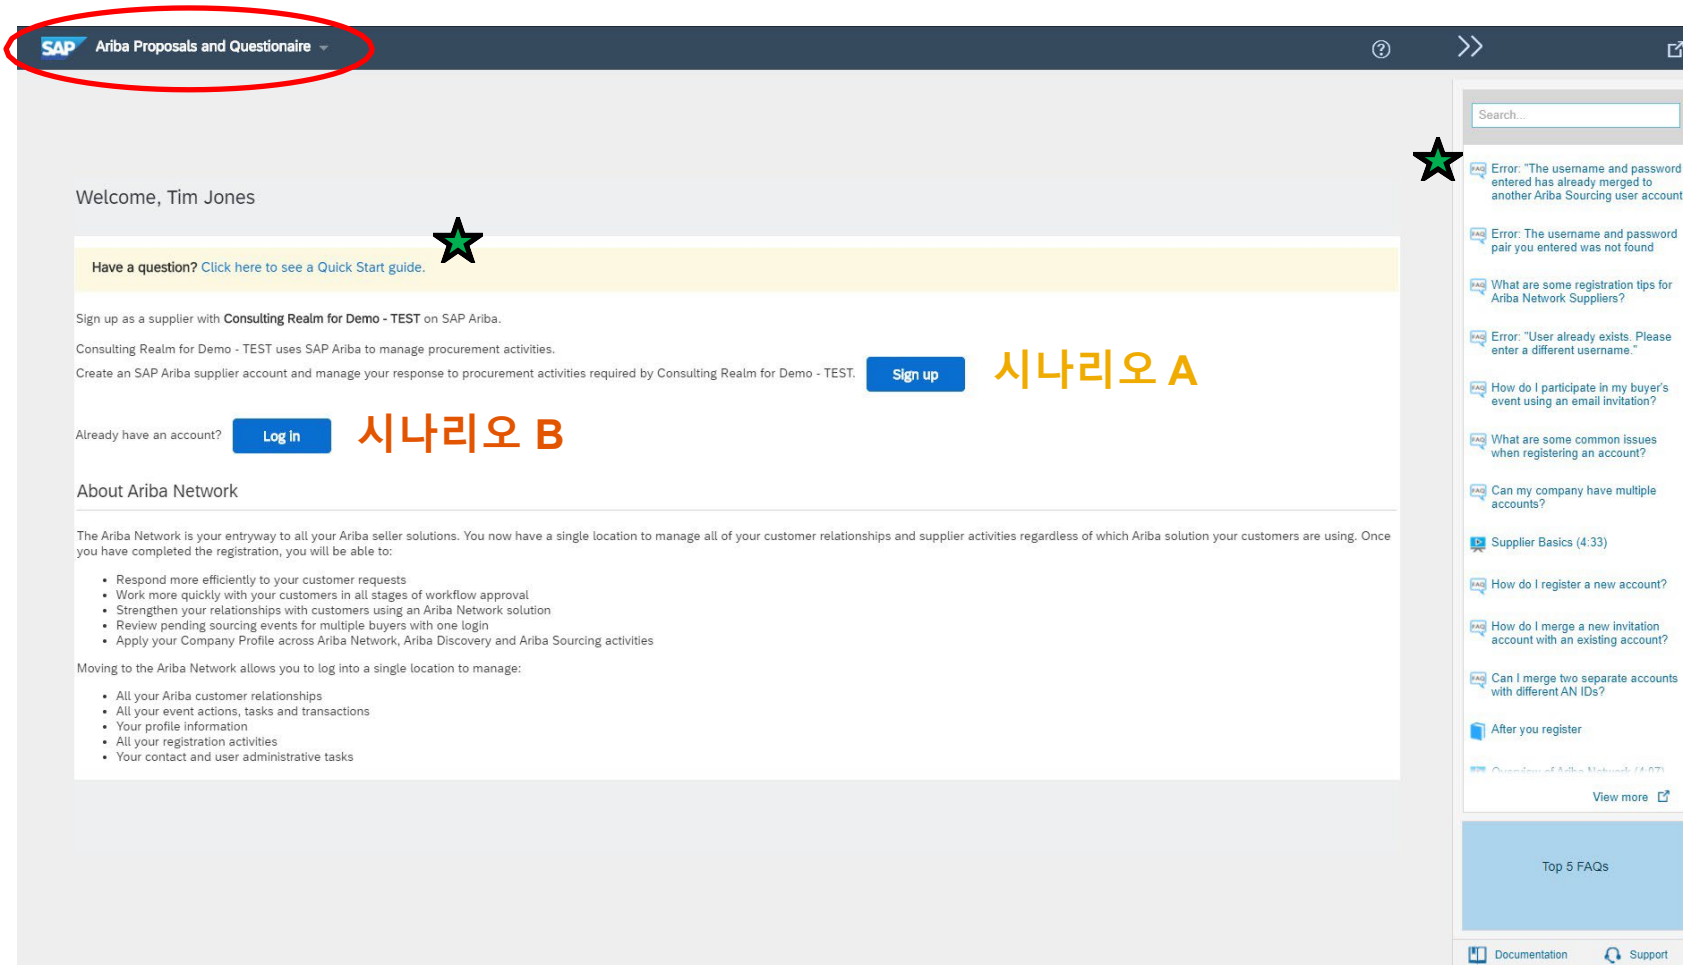 SAP Ariba Proposals and Questionaire
Search...
Error: "The username and password
entered has already merged to
another Ariba Sourcing user account
Error: The username and password
pair you entered was not found
What are some registration tips for
Ariba Network Suppliers?
Error: "User already exists. Please
enter a different username."
How do I participate in my buyer's
event using an email invitation?
What are some common issues
when registering an account?
Can my company have multiple
accounts?
Supplier Basics (4:33)
How do I register a new account?
How do I merge a new invitation
account with an existing account?
Can I merge two separate accounts
with different AN IDs?
After you register
Overview of Ariba Network (4:07)
View more
Top 5 FAQs
Documentation
Support
Welcome, Tim Jones
Have a question? Click here to see a Quick Start guide.
Sign up as a supplier with Consulting Realm for Demo - TEST on SAP Ariba.
Consulting Realm for Demo - TEST uses SAP Ariba to manage procurement activities.
Create an SAP Ariba supplier account and manage your response to procurement activities required by Consulting Realm for Demo - TEST. Sign up 시나리오 A
Already have an account? Log in 시나리오 B
About Ariba Network
The Ariba Network is your entryway to all your Ariba seller solutions. You now have a single location to manage all of your customer relationships and supplier activities regardless of which Ariba solution your customers are using. Once
you have completed the registration, you will be able to:
• Respond more efficiently to your customer requests
• Work more quickly with your customers in all stages of workflow approval
• Strengthen your relationships with customers using an Ariba Network solution
• Review pending sourcing events for multiple buyers with one login
• Apply your Company Profile across Ariba Network, Ariba Discovery and Ariba Sourcing activities
Moving to the Ariba Network allows you to log into a single location to manage:
• All your Ariba customer relationships
• All your event actions, tasks and transactions
• Your profile information
• All your registration activities
• Your contact and user administrative tasks